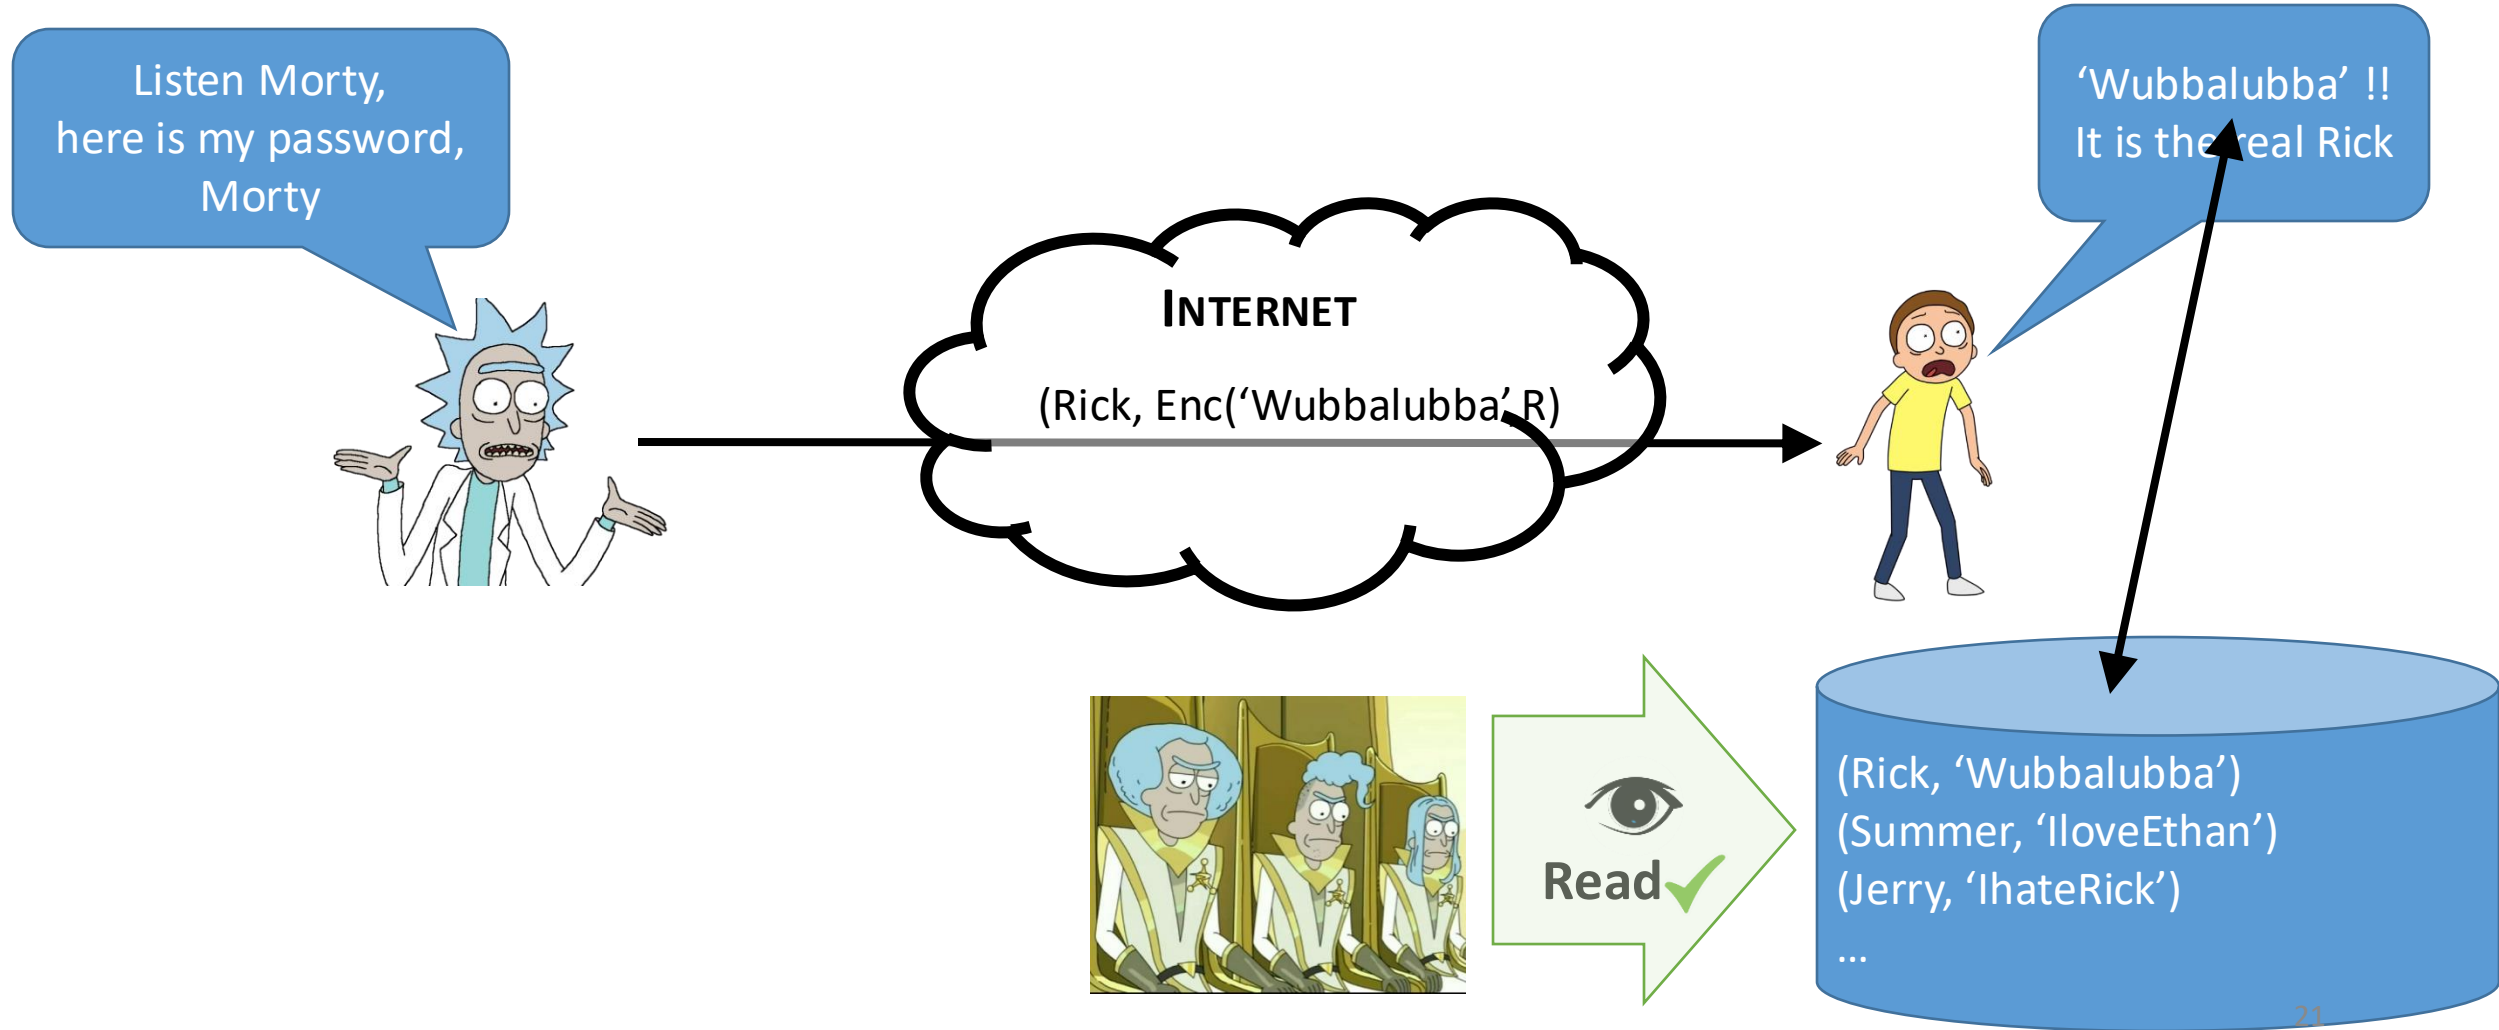 Listen Morty,
here is my password,
Morty
‘Wubbalubba’ !!
It is the real Rick
INTERNET
(Rick, Enc(‘Wubbalubba’,R)
Read
(Rick, ‘Wubbalubba’)
(Summer, ‘IloveEthan’)
(Jerry, ‘IhateRick’)
…
21